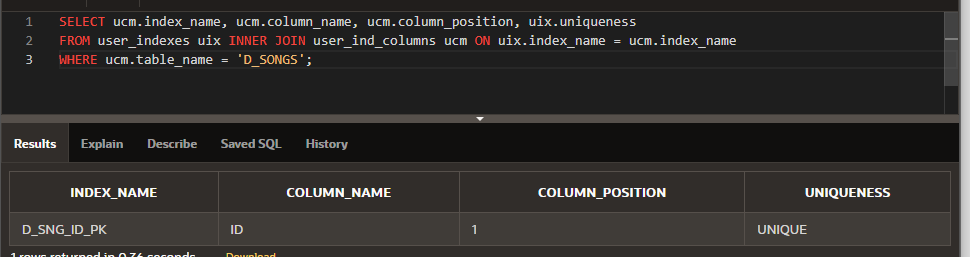 1 SELECT ucm.index_name, ucm.column_name, ucm.column_position, uix.uniqueness
2 FROM user_indexes uix INNER JOIN user_ind_columns ucm ON uix.index_name = ucm.index_name
3 WHERE ucm.table_name = 'D_SONGS';
Results Explain Describe Saved SQL History
INDEX_NAME COLUMN_NAME COLUMN_POSITION UNIQUENESS
D_SNG_ID_PK ID 1 UNIQUE
1 rows returned in 0.36 seconds Download